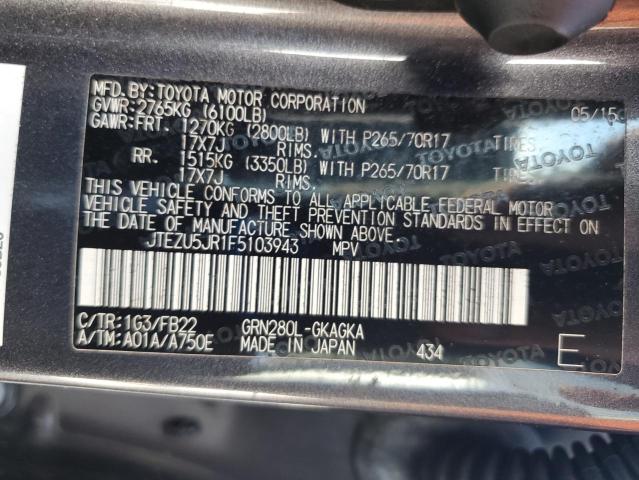 MFD.BY:TOYOTA MOTOR CORPORATION 05/15
GVWR:2765KG (6100LB)
GAWR:FRT. 1270KG (2800LB) WITH P265/70R17 TIRES
17X7J RIMS.
RR. 1515KG (3350LB) WITH P265/70R17 TIRES
17X7J RIMS.
THIS VEHICLE CONFORMS TO ALL APPLICABLE FEDERAL MOTOR
VEHICLE SAFETY AND THEFT PREVENTION STANDARDS IN EFFECT ON
THE DATE OF MANUFACTURE SHOWN ABOVE.
JTEZU5JR1F5103943 MPV
C/TR:1G3/FB22 GRN280L-GKAGKA
A/TM:A01A/A750E MADE IN JAPAN 434 E